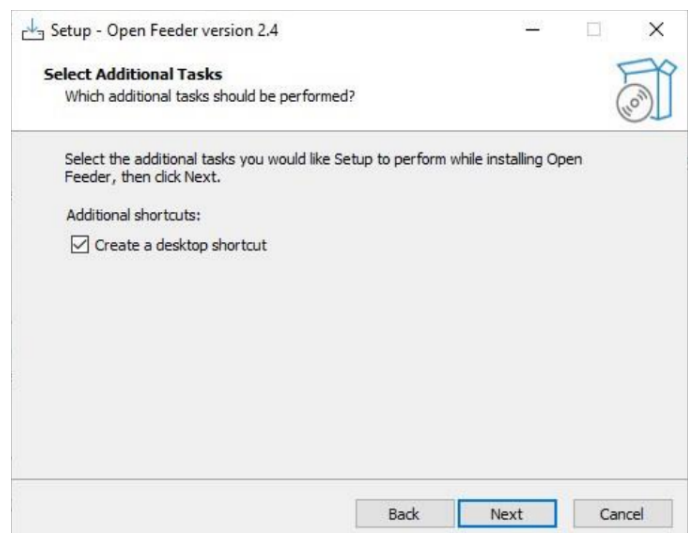 Setup - Open Feeder version 2.4
Select Additional Tasks
Which additional tasks should be performed?
Select the additional tasks you would like Setup to perform while installing Open
Feeder, then click Next.
Additional shortcuts:
Create a desktop shortcut
Back Next Cancel